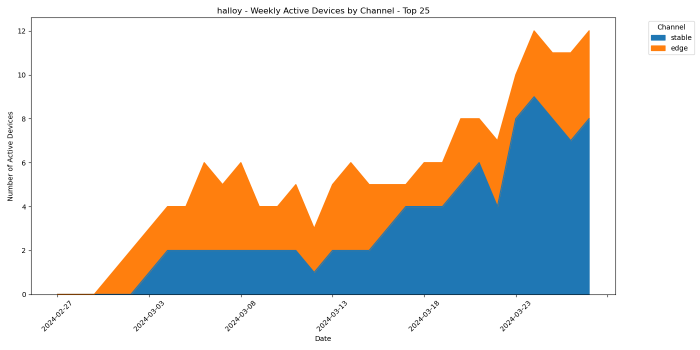 halloy - Weekly Active Devices by Channel - Top 25
Channel
stable
edge
Number of Active Devices
12
10
8
6
4
2
0
2024-02-27
2024-03-03
2024-03-08
2024-03-13
2024-03-18
2024-03-23
Date